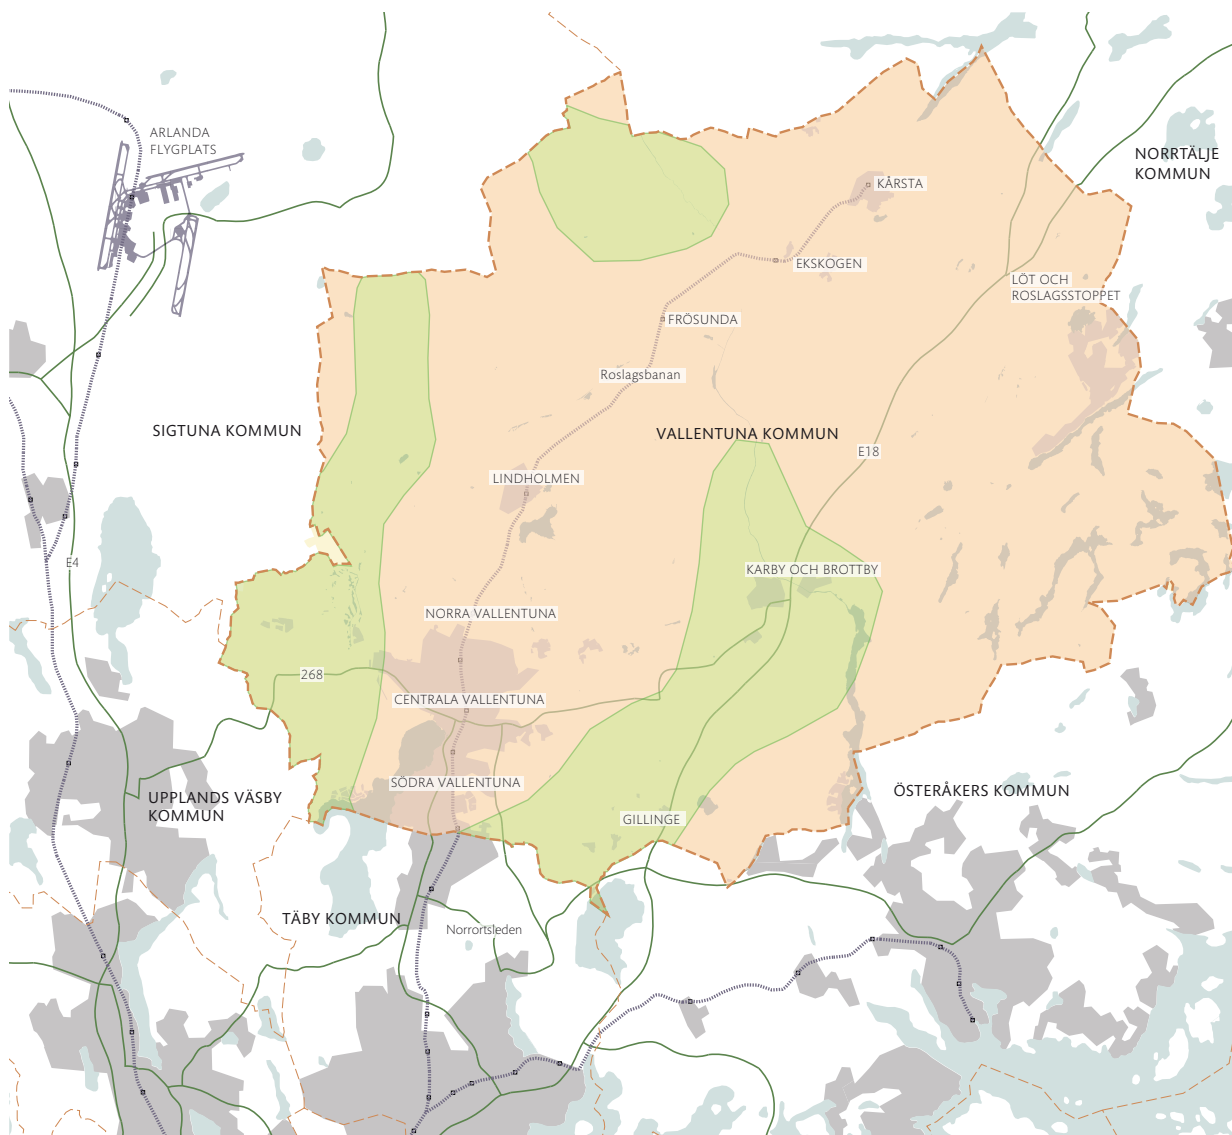 ARLANDA
FLYGPLATS
NORRTÄLJE
KOMMUN
KÅRSTA
EKSKOGEN
LÖT OCH
ROSLAGSSTOPPET
FRÖSUNDA
Roslagsbanan
SIGTUNA KOMMUN
VALLENTUNA KOMMUN
E18
LINDHOLMEN
E4
KARBY OCH BROTTBY
NORRA VALLENTUNA
268
CENTRALA VALLENTUNA
SÖDRA VALLENTUNA
UPPLANDS VÄSBY
KOMMUN
ÖSTERÅKERS KOMMUN
GILLINGE
TÄBY KOMMUN
Norrortsleden